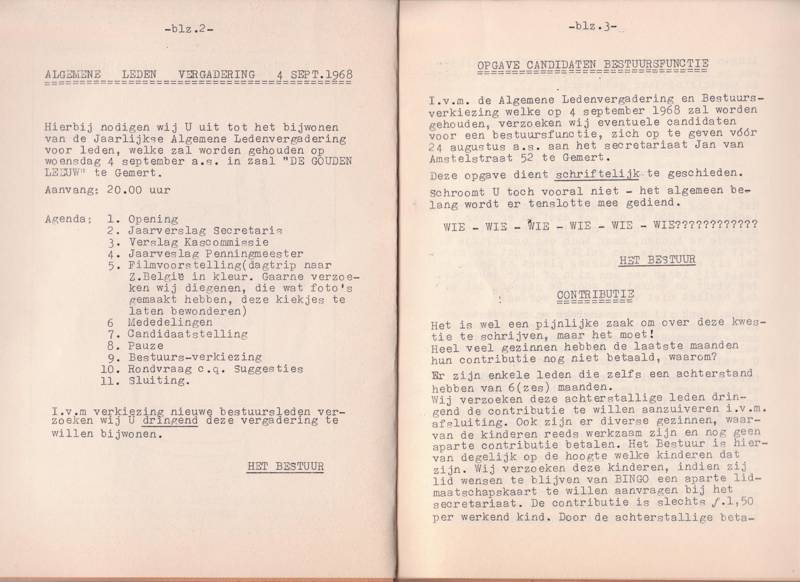 -blz.2-
ALGEMENE LEDEN VERGADERING 4 SEPT.1968
Hierbij nodigen wij U uit tot het bijwonen
van de Jaarlijkse Algemene Ledenvergadering
voor leden, welke zal worden gehouden op
woensdag 4 september a.s. in zaal "DE GOUDEN
LEEUW" te Gemert.
Aanvang: 20.00 uur
Agenda: 1. Opening
2. Jaarverslag Secretaris
3. Verslag Kascommissie
4. Jaarveslag Penningmeester
5. Filmvoorstelling(dagtrip naar
Z.Belgie in kleur. Gaarne verzoe-
ken wij diegenen, die wat foto's
gemaakt hebben, deze kiekjes te
laten bewonderen)
6 Mededelingen
7. Candidaatstelling
8. Pauze
9. Bestuurs-verkiezing
10. Rondvraag c.q. Suggesties
11. Sluiting.
I.v.m verkiezing nieuwe bestuursleden ver-
zoeken wij U dringend deze vergadering te
willen bijwonen.
HET BESTUUR
-blz.3-
OPGAVE CANDIDATEN BESTUURSFUNCTIE
I.v.m. de Algemene Ledenvergadering en Bestuurs-
verkiezing welke op 4 september 1968 zal worden
gehouden, verzoeken wij eventuele candidaten
voor een bestuursfunctie, zich op te geven vóór
24 augustus a.s. aan het secretariaat Jan van
Amstelstraat 52 te Gemert.
Deze opgave dient schriftelijk te geschieden.
Schroomt U toch vooral niet - het algemeen be-
lang wordt er tenslotte mee gediend.
WIE - WIE - WIE - WIE - WIE - WIE????????????
HET BESTUUR
CONTRIBUTIE
Het is wel een pijnlijke zaak om over deze kwes-
tie te schrijven, maar het moet!
Heel veel gezinnen hebben de laatste maanden
hun contributie nog niet betaald, waarom?
Er zijn enkele leden die zelfs een achterstand
hebben van 6(zes) maanden.
Wij verzoeken deze achterstallige leden drin-
gend de contributie te willen aanzuiveren i.v.m.
afsluiting. Ook zijn er diverse gezinnen, waar-
van de kinderen reeds werkzaam zijn en nog geen
aparte contributie betalen. Het Bestuur is hier-
van degelijk op de hoogte welke kinderen dat
zijn. Wij verzoeken deze kinderen, indien zij
lid wensen te blijven van BINGO een aparte lid-
maatschapskaart te willen aanvragen bij het
secretariaat. De contributie is slechts ƒ.1,50
per werkend kind. Door de achterstallige beta-